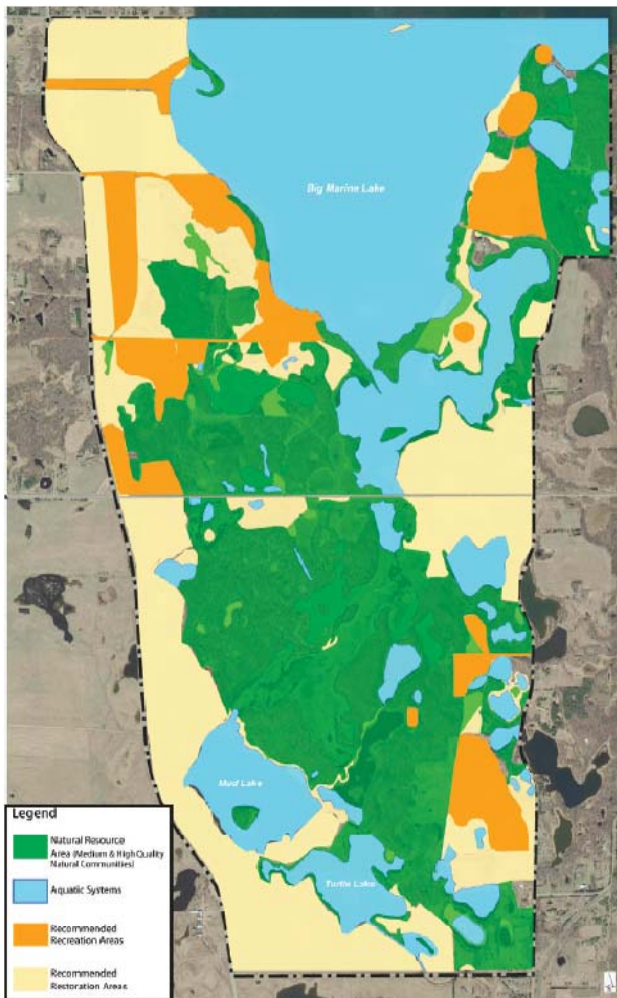 Big Marine Lake
Mud Lake
Turtle Lake
Legend
Natural Resource
Area (Medium & High Quality
Natural Communities)
Aquatic Systems
Recommended
Recreation Areas
Recommended
Restoration Areas